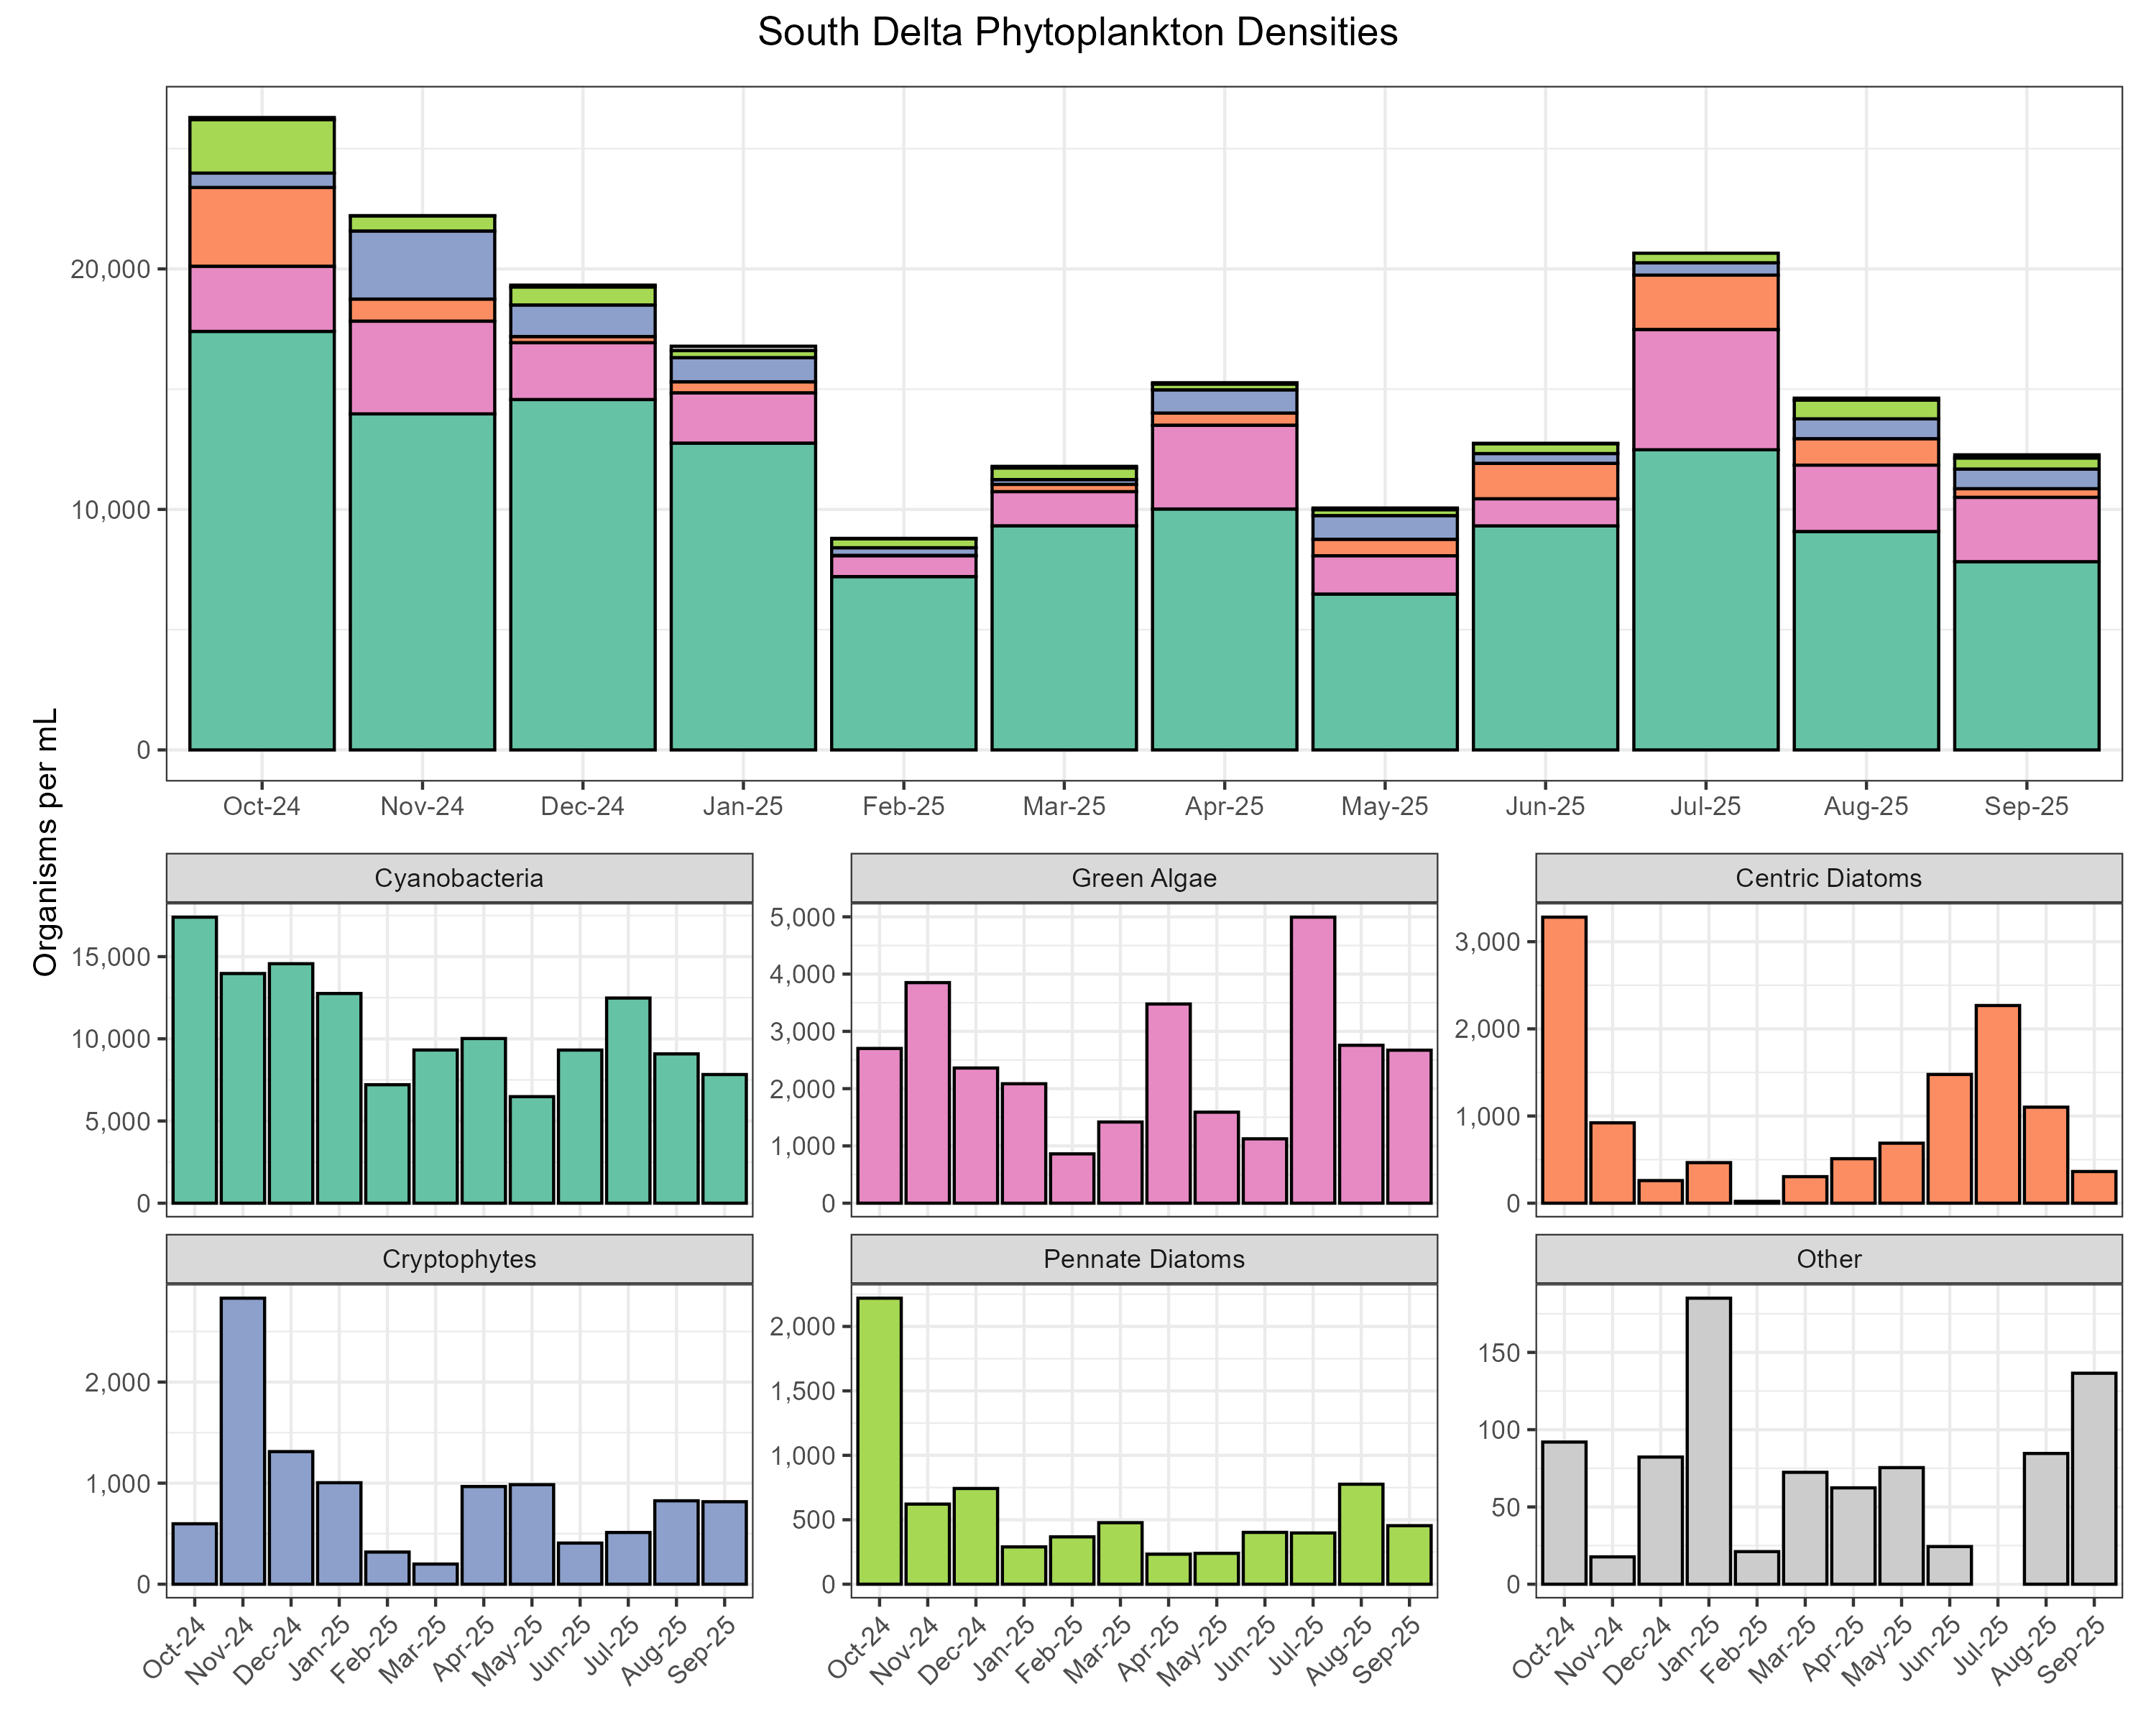 South Delta Phytoplankton Densities
Organisms per mL
20,000
10,000
0
Oct-24 Nov-24 Dec-24 Jan-25 Feb-25 Mar-25 Apr-25 May-25 Jun-25 Jul-25 Aug-25 Sep-25
Cyanobacteria
15,000
10,000
5,000
0
Green Algae
5,000
4,000
3,000
2,000
1,000
0
Centric Diatoms
3,000
2,000
1,000
0
Cryptophytes
2,000
1,000
0
Oct-24 Nov-24 Dec-24 Jan-25 Feb-25 Mar-25 Apr-25 May-25 Jun-25 Jul-25 Aug-25 Sep-25
Pennate Diatoms
2,000
1,500
1,000
500
0
Oct-24 Nov-24 Dec-24 Jan-25 Feb-25 Mar-25 Apr-25 May-25 Jun-25 Jul-25 Aug-25 Sep-25
Other
150
100
50
0
Oct-24 Nov-24 Dec-24 Jan-25 Feb-25 Mar-25 Apr-25 May-25 Jun-25 Jul-25 Aug-25 Sep-25